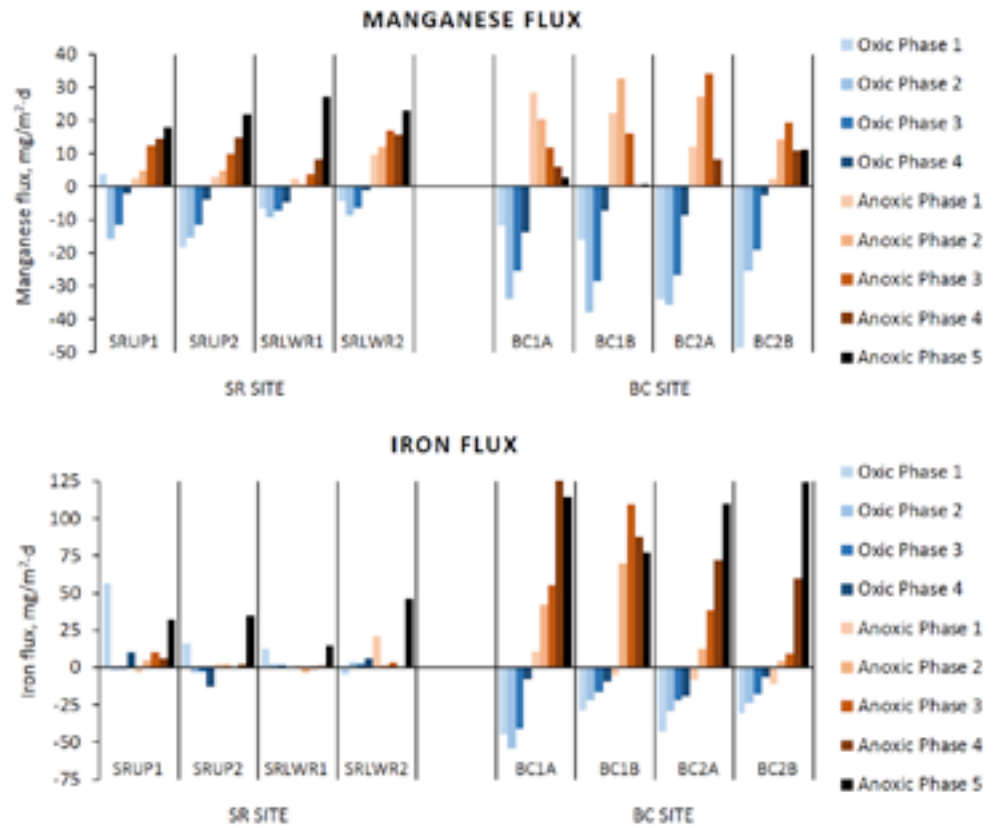 MANGANESE FLUX
Manganese flux, mg/m²·d
40
30
20
10
0
-10
-20
-30
-40
-50
SRUP1 SRUP2 SRLWR1 SRLWR2 BC1A BC1B BC2A BC2B
SR SITE BC SITE
Oxic Phase 1
Oxic Phase 2
Oxic Phase 3
Oxic Phase 4
Anoxic Phase 1
Anoxic Phase 2
Anoxic Phase 3
Anoxic Phase 4
Anoxic Phase 5
IRON FLUX
Iron flux, mg/m²·d
125
100
75
50
25
0
-25
-50
-75
SRUP1 SRUP2 SRLWR1 SRLWR2 BC1A BC1B BC2A BC2B
SR SITE BC SITE
Oxic Phase 1
Oxic Phase 2
Oxic Phase 3
Oxic Phase 4
Anoxic Phase 1
Anoxic Phase 2
Anoxic Phase 3
Anoxic Phase 4
Anoxic Phase 5